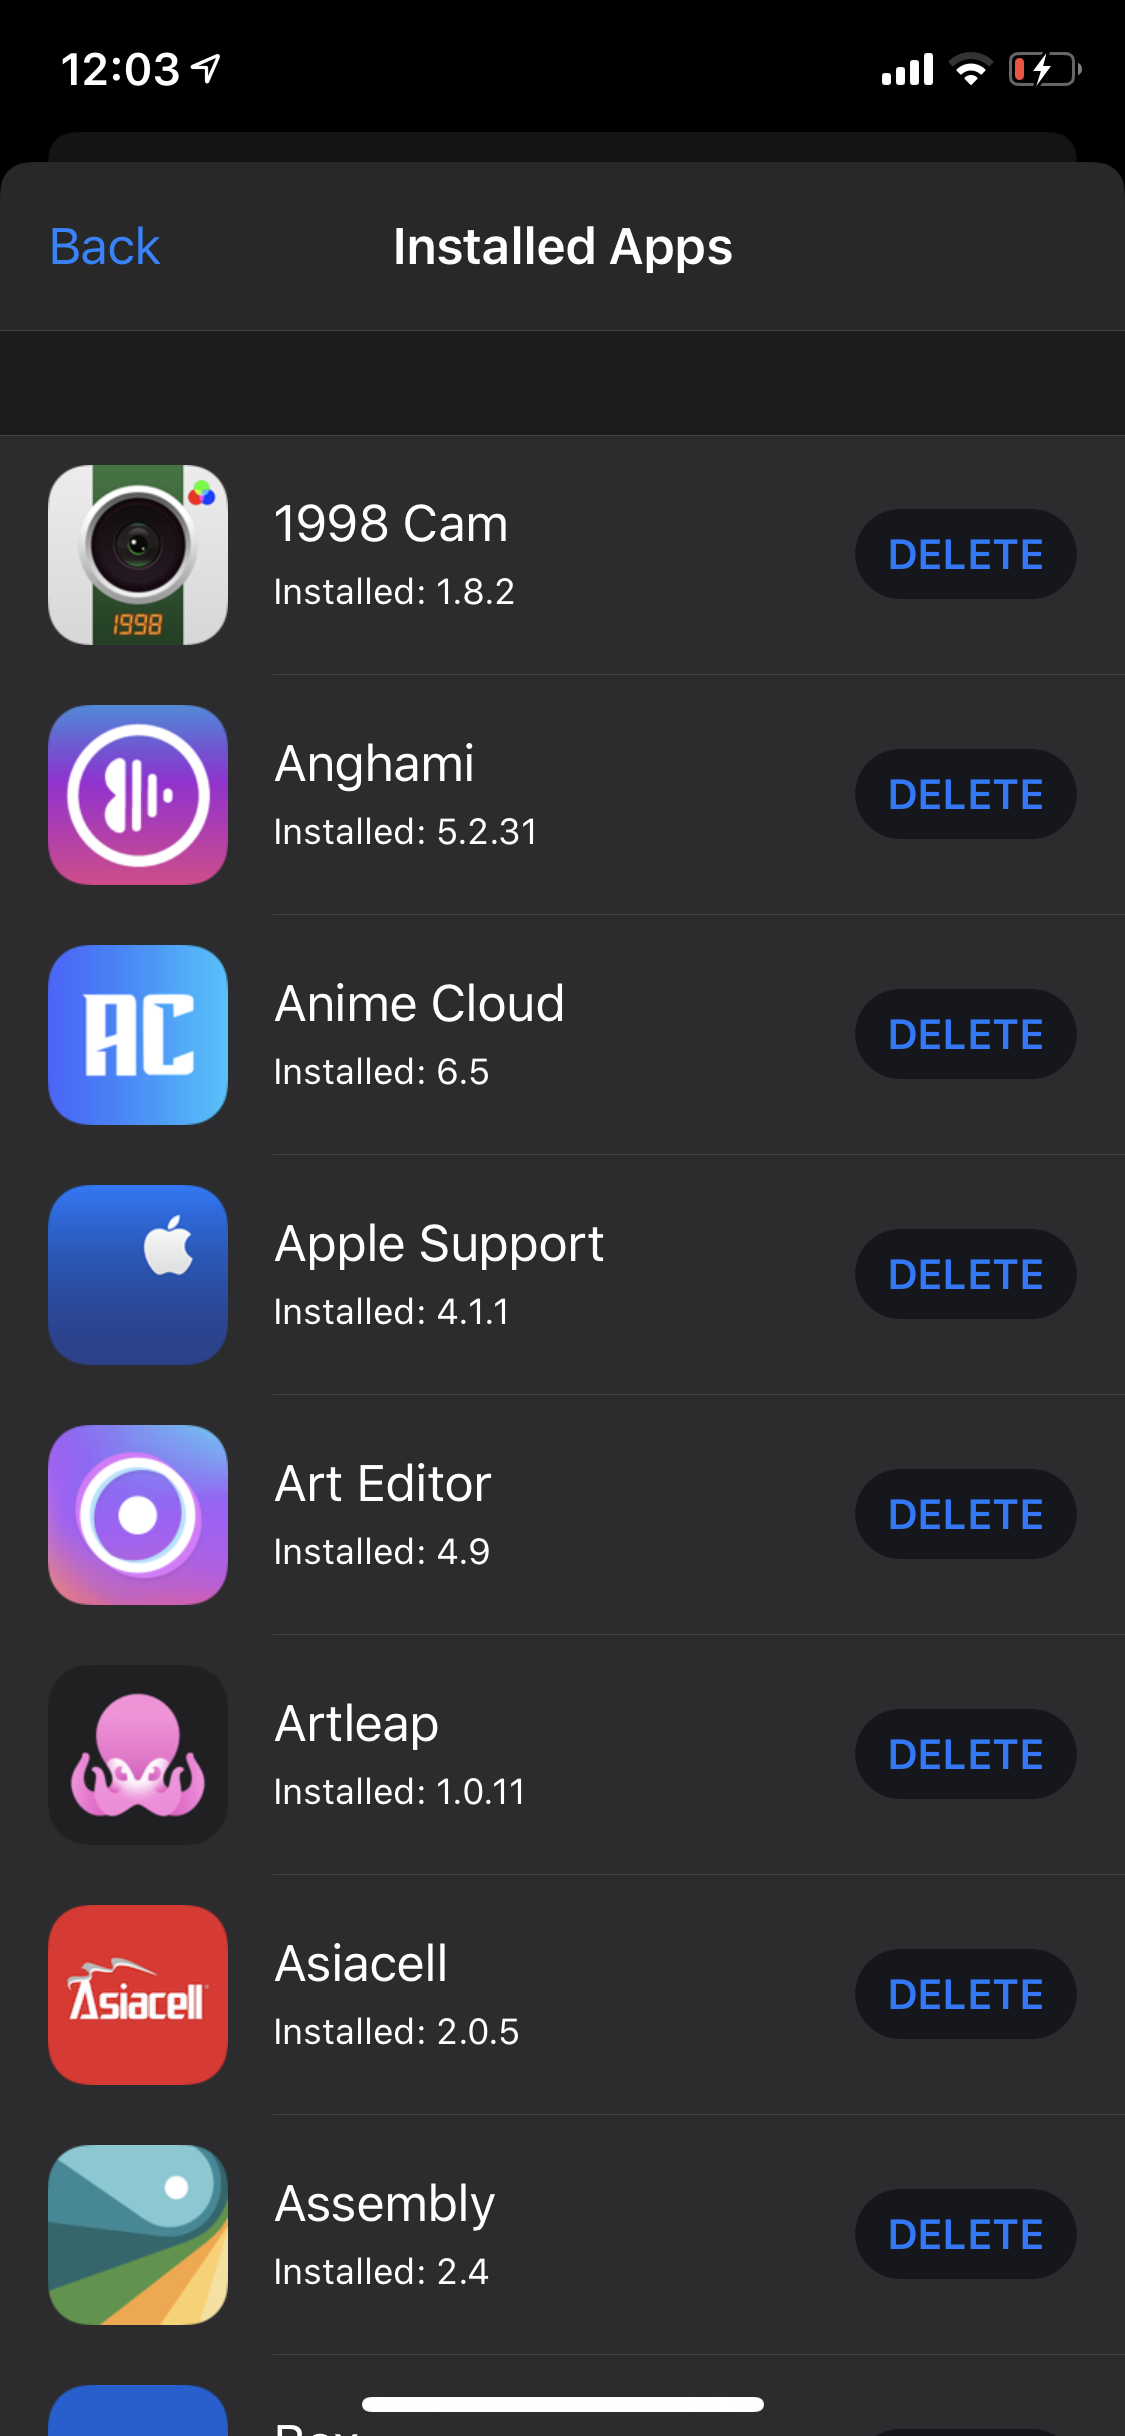 12:03
Back
Installed Apps
1998
1998 Cam
Installed: 1.8.2
DELETE
Anghami
Installed: 5.2.31
DELETE
AC
Anime Cloud
Installed: 6.5
DELETE
Apple Support
Installed: 4.1.1
DELETE
Art Editor
Installed: 4.9
DELETE
Artleap
Installed: 1.0.11
DELETE
Asiacell
Asiacell
Installed: 2.0.5
DELETE
Assembly
Installed: 2.4
DELETE